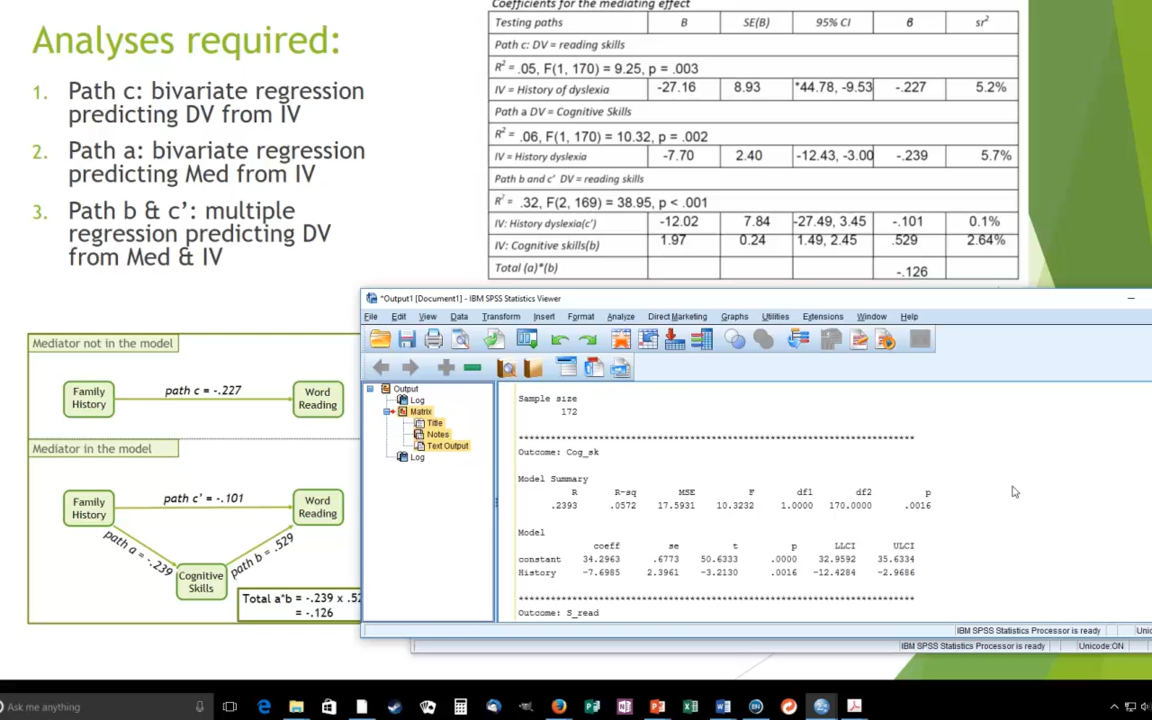 Analyses required:
1. Path c: bivariate regression
predicting DV from IV
2. Path a: bivariate regression
predicting Med from IV
3. Path b & c’: multiple
regression predicting DV
from Med & IV
Coefficients for the mediating effect
Testing paths B SE(B) 95% CI β sr²
Path c: DV = reading skills
R² = .05, F(1, 170) = 9.25, p = .003
IV = History of dyslexia -27.16 8.93 *44.78, -9.53 -.227 5.2%
Path a DV = Cognitive Skills
R² = .06, F(1, 170) = 10.32, p = .002
IV = History dyslexia -7.70 2.40 -12.43, -3.00 -.239 5.7%
Path b and c’ DV = reading skills
R² = .32, F(2, 169) = 38.95, p < .001
IV: History dyslexia(c’) -12.02 7.84 -27.49, 3.45 -.101 0.1%
IV: Cognitive skills(b) 1.97 0.24 1.49, 2.45 .529 2.64%
Total (a)*(b) -.126
Mediator not in the model
Family
History
path c = -.227
Word
Reading
Mediator in the model
Family
History
path c’ = -.101
Word
Reading
path a = -.239
path b = .529
Cognitive
Skills
Total a*b = -.239 x .52
= -.126
*Output1 [Document1] - IBM SPSS Statistics Viewer
File Edit View Data Transform Insert Format Analyze Direct Marketing Graphs Utilities Extensions Window Help
Output
Log
Matrix
Title
Notes
Text Output
Log
Sample size
172
**************************************************************************
Outcome: Cog_sk
Model Summary
R R-sq MSE F df1 df2 p
.2393 .0572 17.5931 10.3232 1.0000 170.0000 .0016
Model
coeff se t p LLCI ULCI
constant 34.2963 .6773 50.6333 .0000 32.9592 35.6334
History -7.6985 2.3961 -3.2130 .0016 -12.4284 -2.9686
**************************************************************************
Outcome: S_read
IBM SPSS Statistics Processor is ready Unic
IBM SPSS Statistics Processor is ready Unicode:ON
Ask me anything